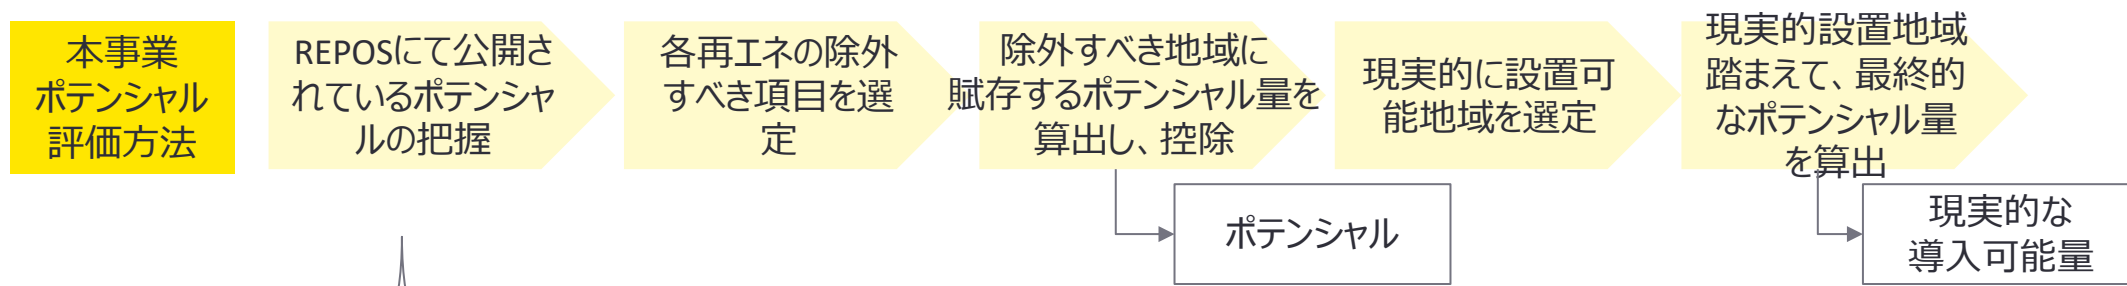 本事業
ポテンシャル
評価方法
REPOSにて公開さ
れているポテンシャ
ルの把握
各再エネの除外
すべき項目を選
定
除外すべき地域に
賦存するポテンシャル量を
算出し、控除
現実的に設置可
能地域を選定
現実的設置地域
踏まえて、最終的
なポテンシャル量
を算出
ポテンシャル
現実的な
導入可能量